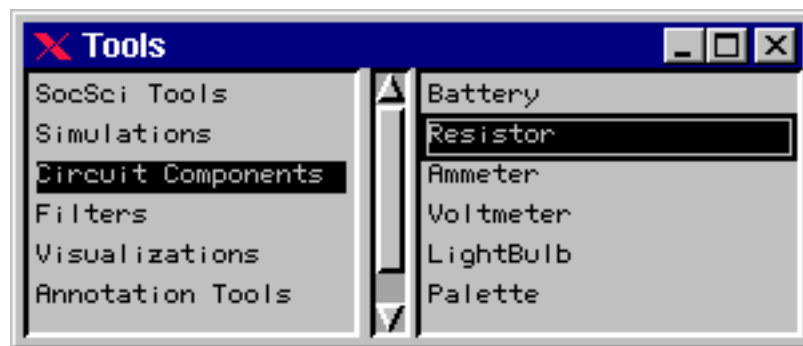 Tools
SocSci Tools
Simulations
Circuit Components
Filters
Visualizations
Annotation Tools
Battery
Resistor
Ammeter
Voltmeter
LightBulb
Palette